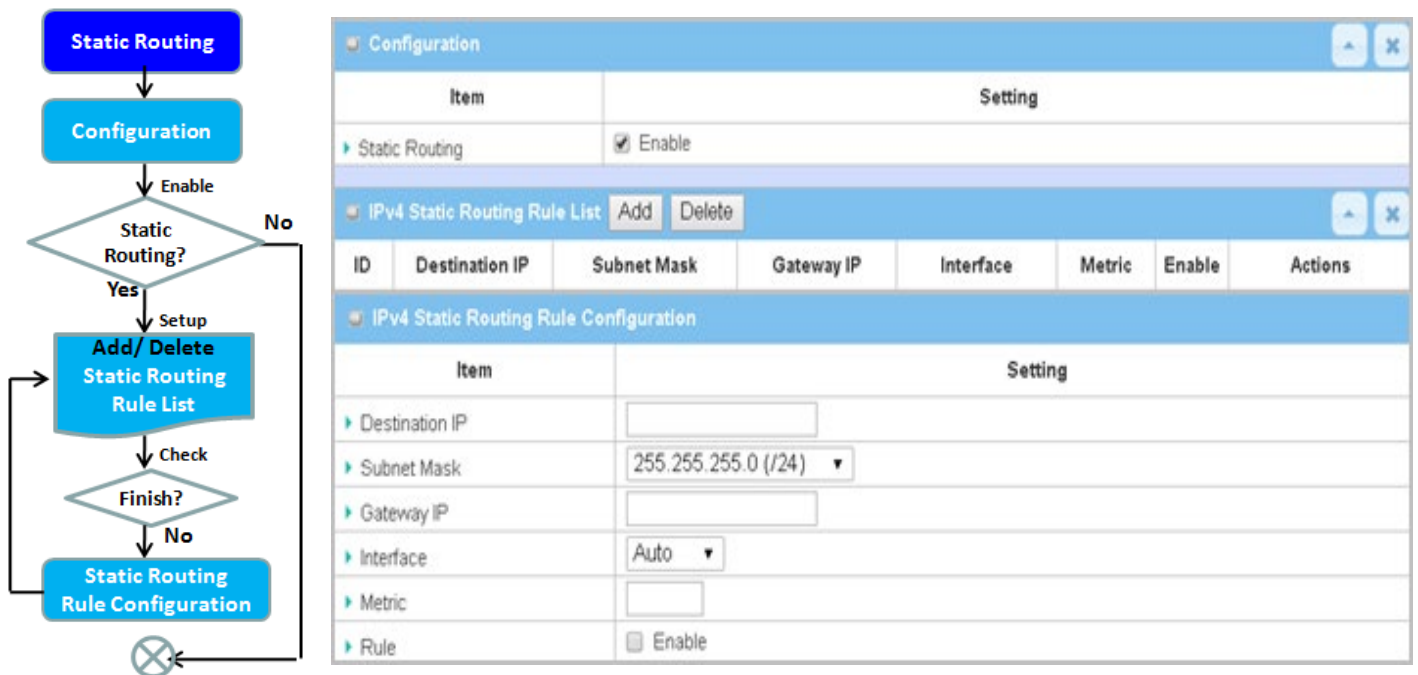 Static Routing
Configuration
Enable
Static
Routing?
No
Yes
Setup
Add/ Delete
Static Routing
Rule List
Check
Finish?
No
Static Routing
Rule Configuration
Configuration
Item Setting
Static Routing Enable
IPv4 Static Routing Rule List Add Delete
ID Destination IP Subnet Mask Gateway IP Interface Metric Enable Actions
IPv4 Static Routing Rule Configuration
Item Setting
Destination IP
Subnet Mask 255.255.255.0 (/24)
Gateway IP
Interface Auto
Metric
Rule Enable